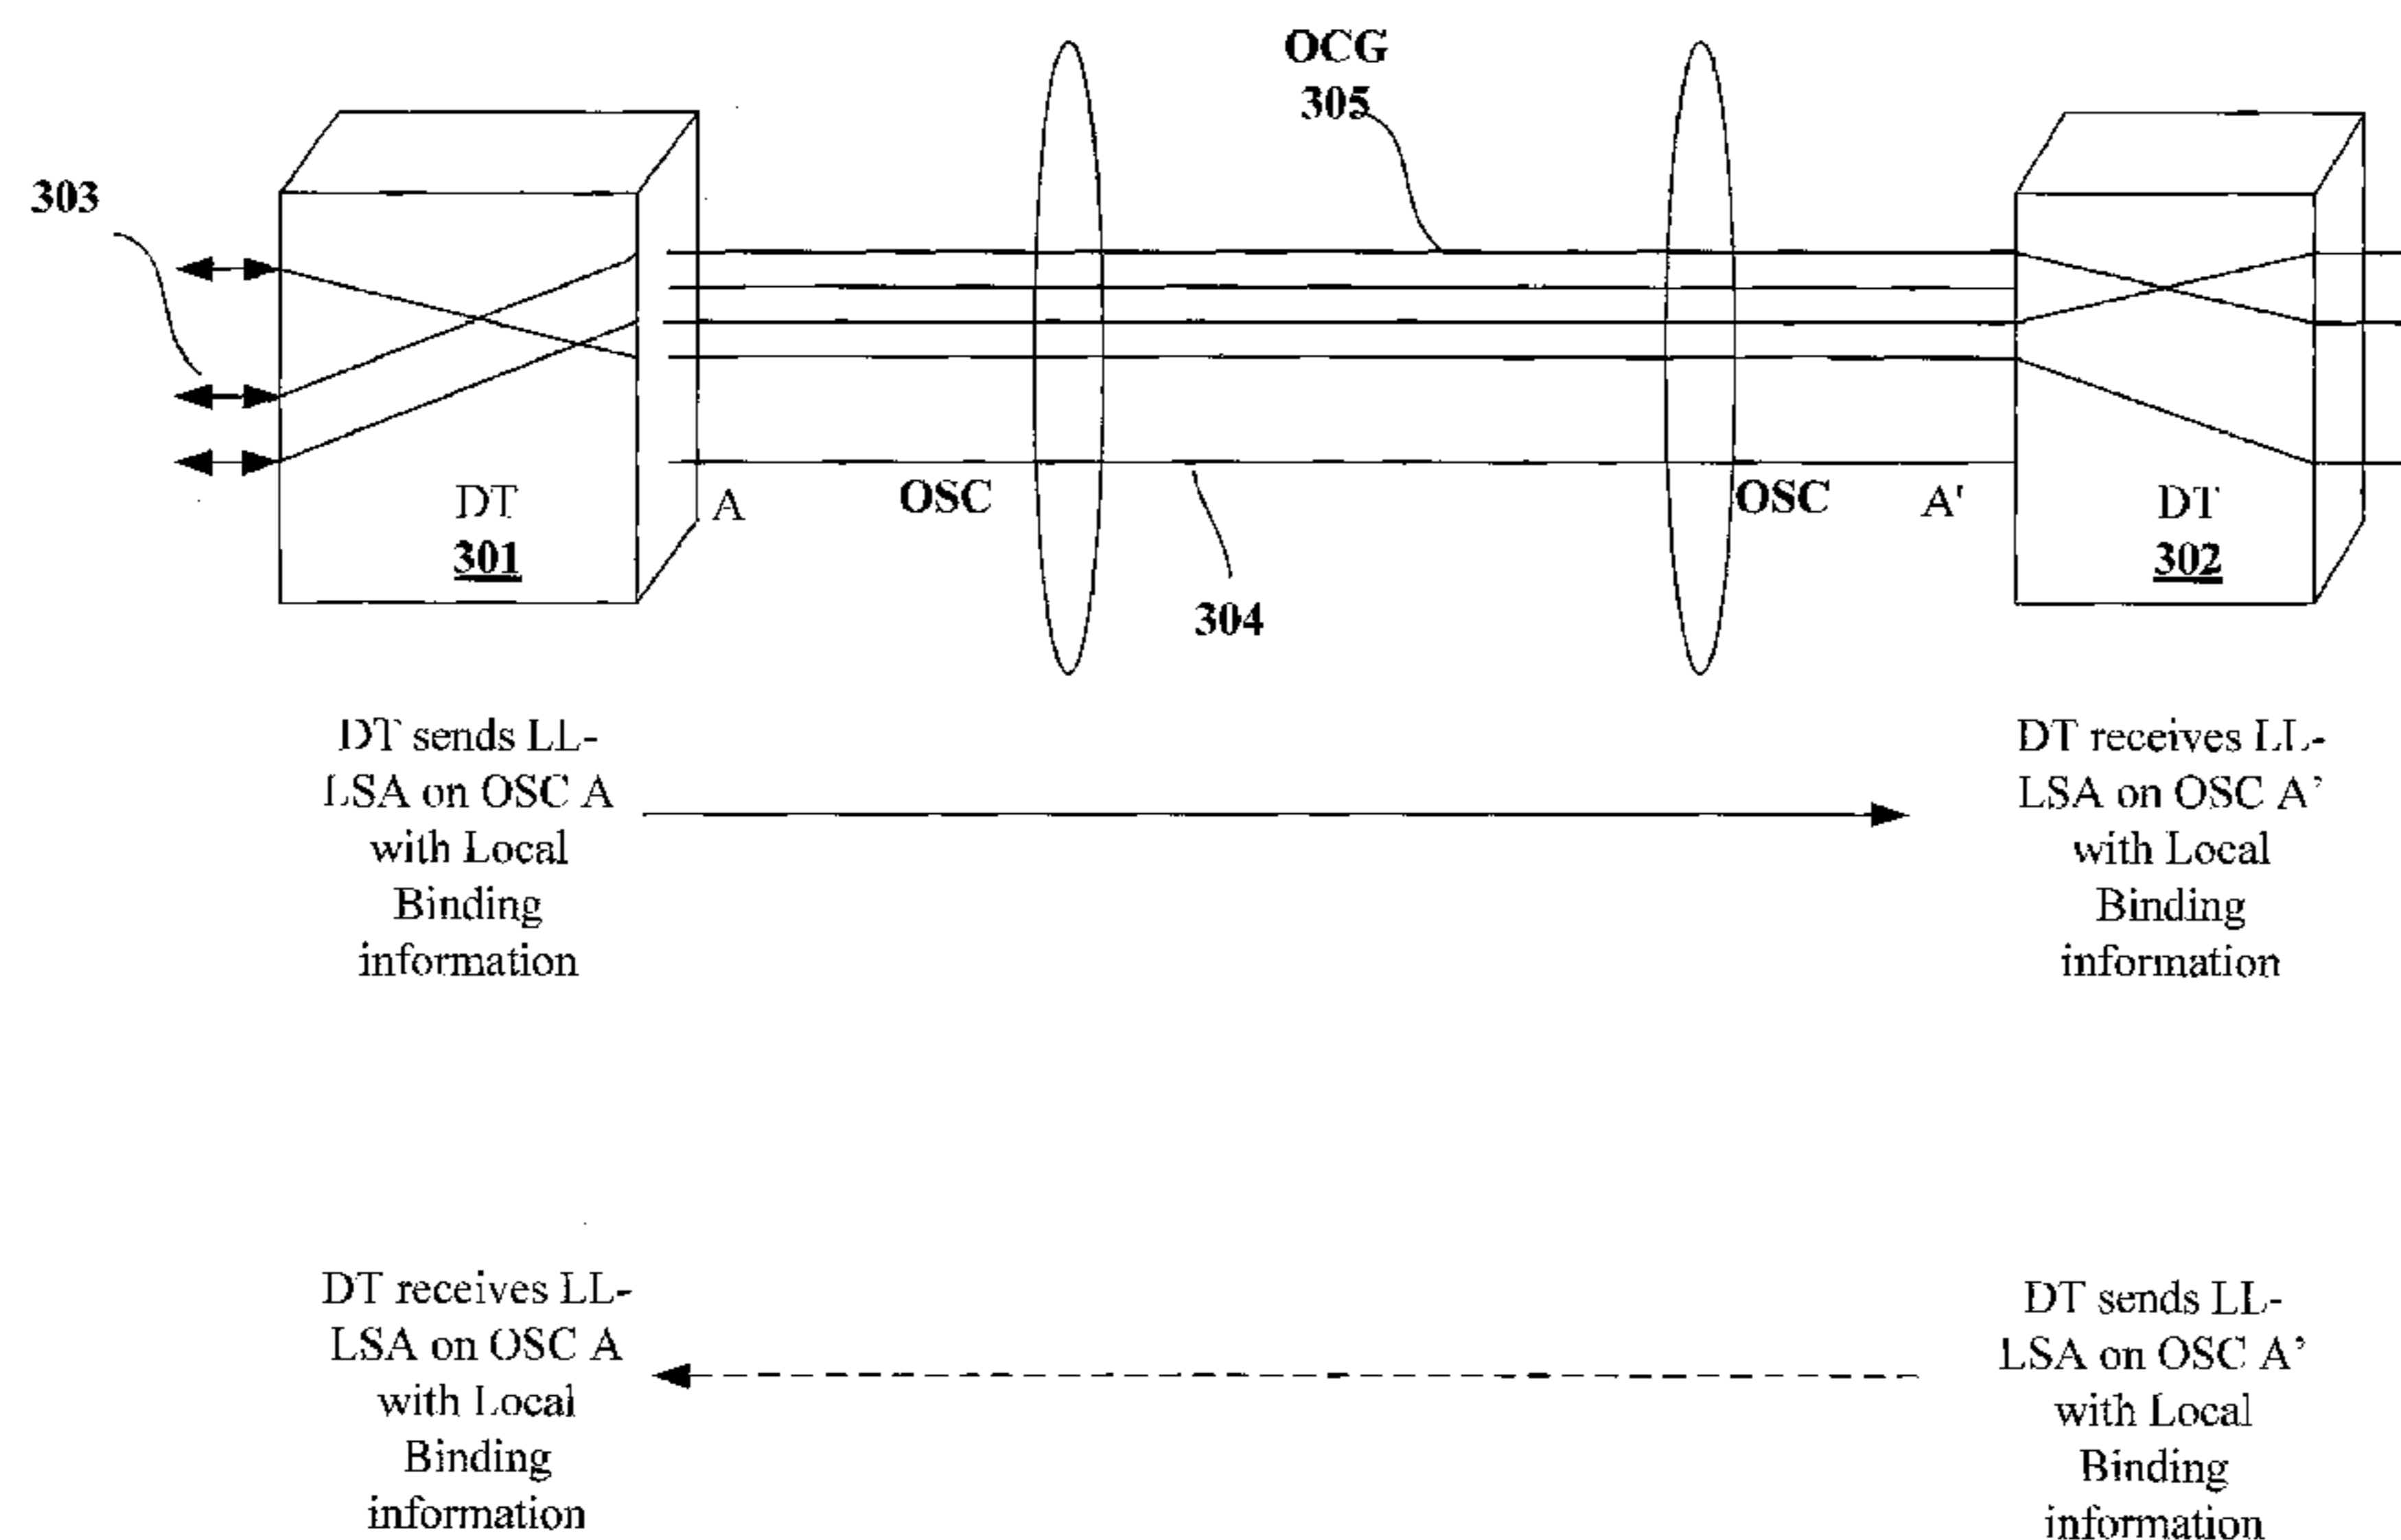 OCG
305
303
DT
301
A
OSC
304
OSC
A'
DT
302
DT sends LL-
LSA on OSC A
with Local
Binding
information
DT receives LL-
LSA on OSC A’
with Local
Binding
information
DT receives LL-
LSA on OSC A
with Local
Binding
information
DT sends LL-
LSA on OSC A’
with Local
Binding
information